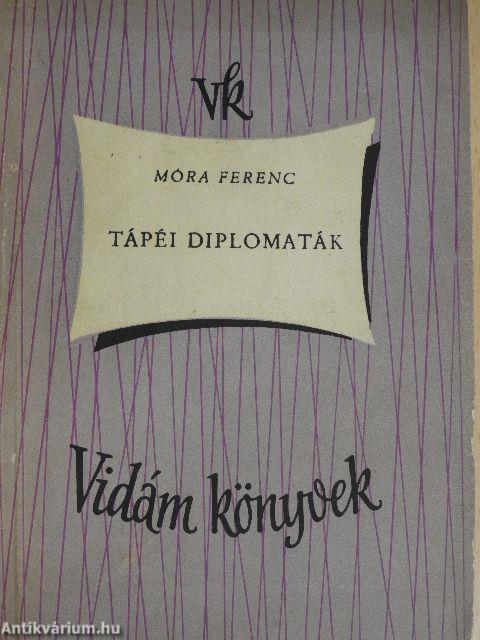 vk
MÓRA FERENC
TÁPÉI DIPLOMATÁK
Vidám könyvek
Antikvárium.hu